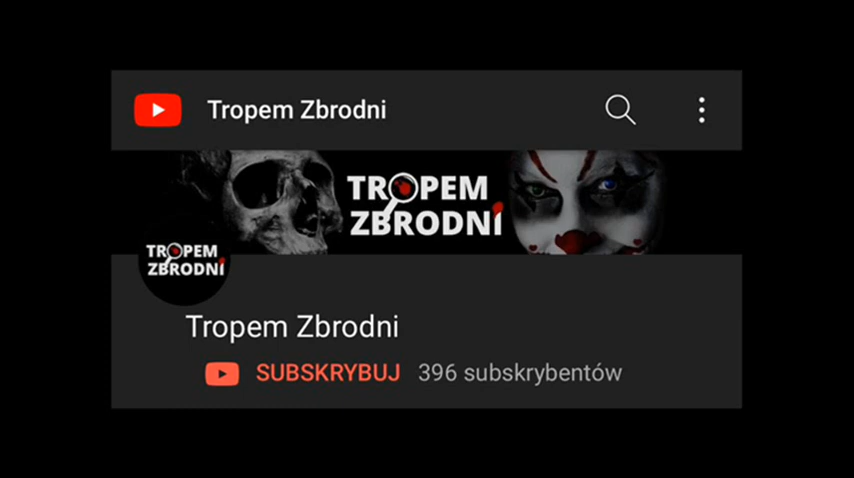 Tropem Zbrodni
TROPEM
ZBRODNI
TROPEM
ZBRODNI
Tropem Zbrodni
SUBSKRYBUJ 396 subskrybentów